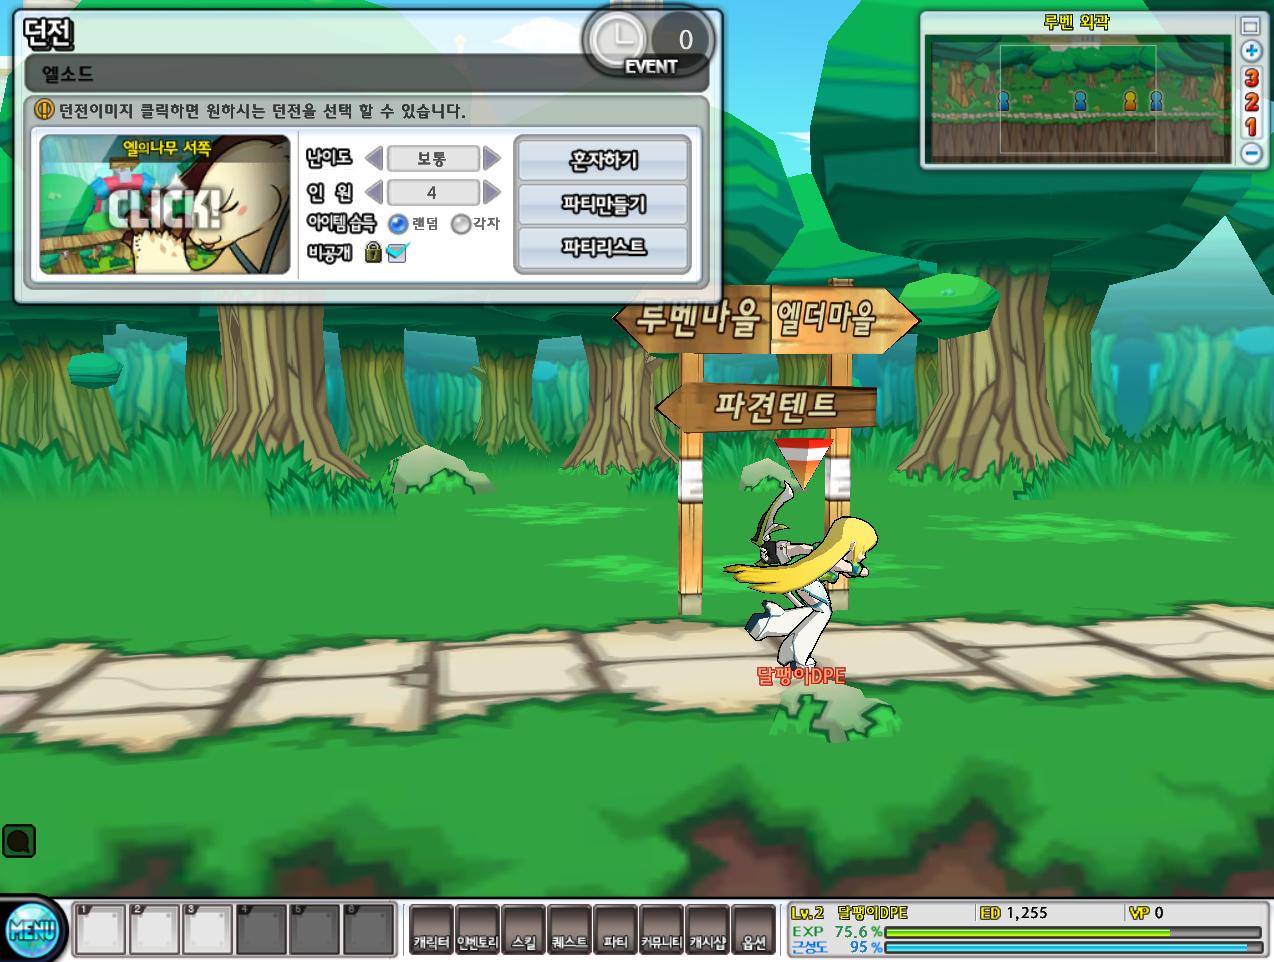 던전
0
EVENT
엘소드
던전이미지 클릭하면 원하시는 던전을 선택 할 수 있습니다.
엘의나무 서쪽
CLICK!
난이도
보통
인 원
4
아이템습득
랜덤
각자
비공개
혼자하기
파티만들기
파티리스트
루벤 외곽
3
2
1
루벤마을
엘더마을
파견텐트
달팽이DPE
MENU
1
2
3
4
5
6
캐릭터
인벤토리
스킬
퀘스트
파티
커뮤니티
캐시샵
옵션
Lv.2 달팽이DPE ED 1,255 VP 0
EXP 75.6 %
근성도 95 %